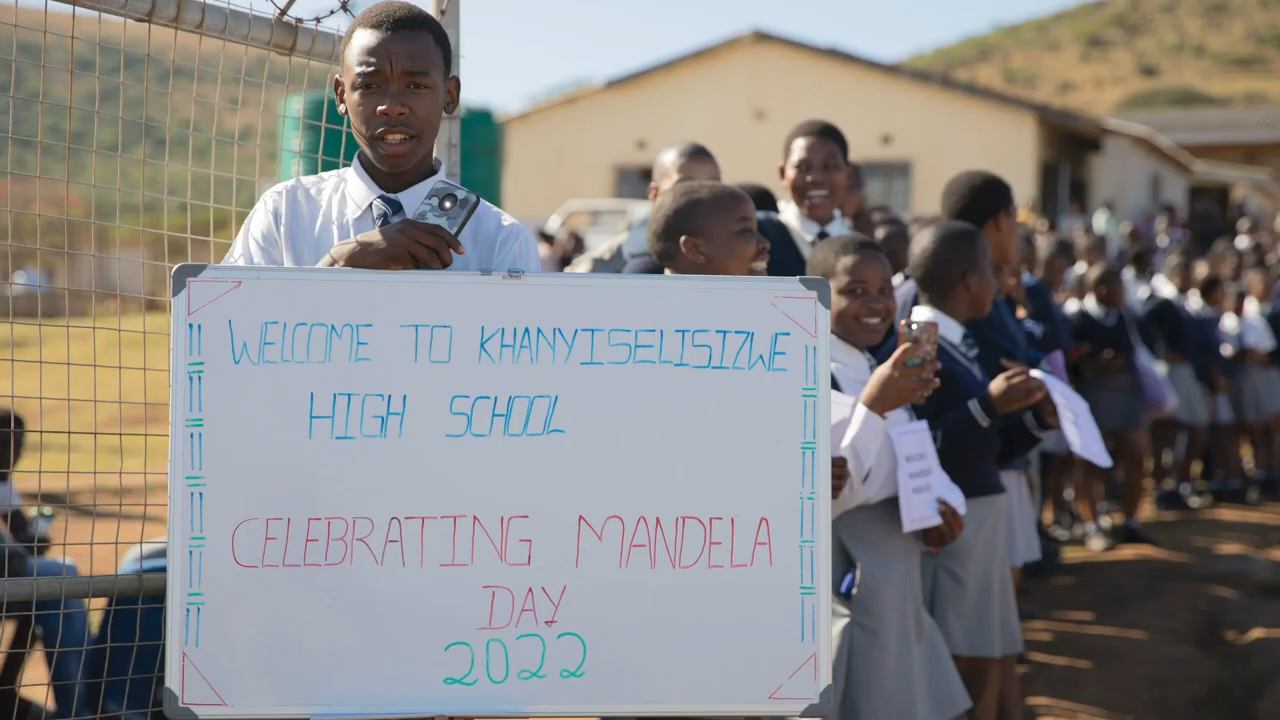 WELCOME TO KHANYISELISIZWE
HIGH SCHOOL
CELEBRATING MANDELA
DAY
2022